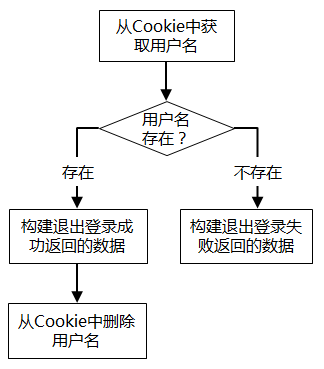 从Cookie中获
取用户名
用户名
存在？
存在
不存在
构建退出登录成
功返回的数据
构建退出登录失
败返回的数据
从Cookie中删除
用户名